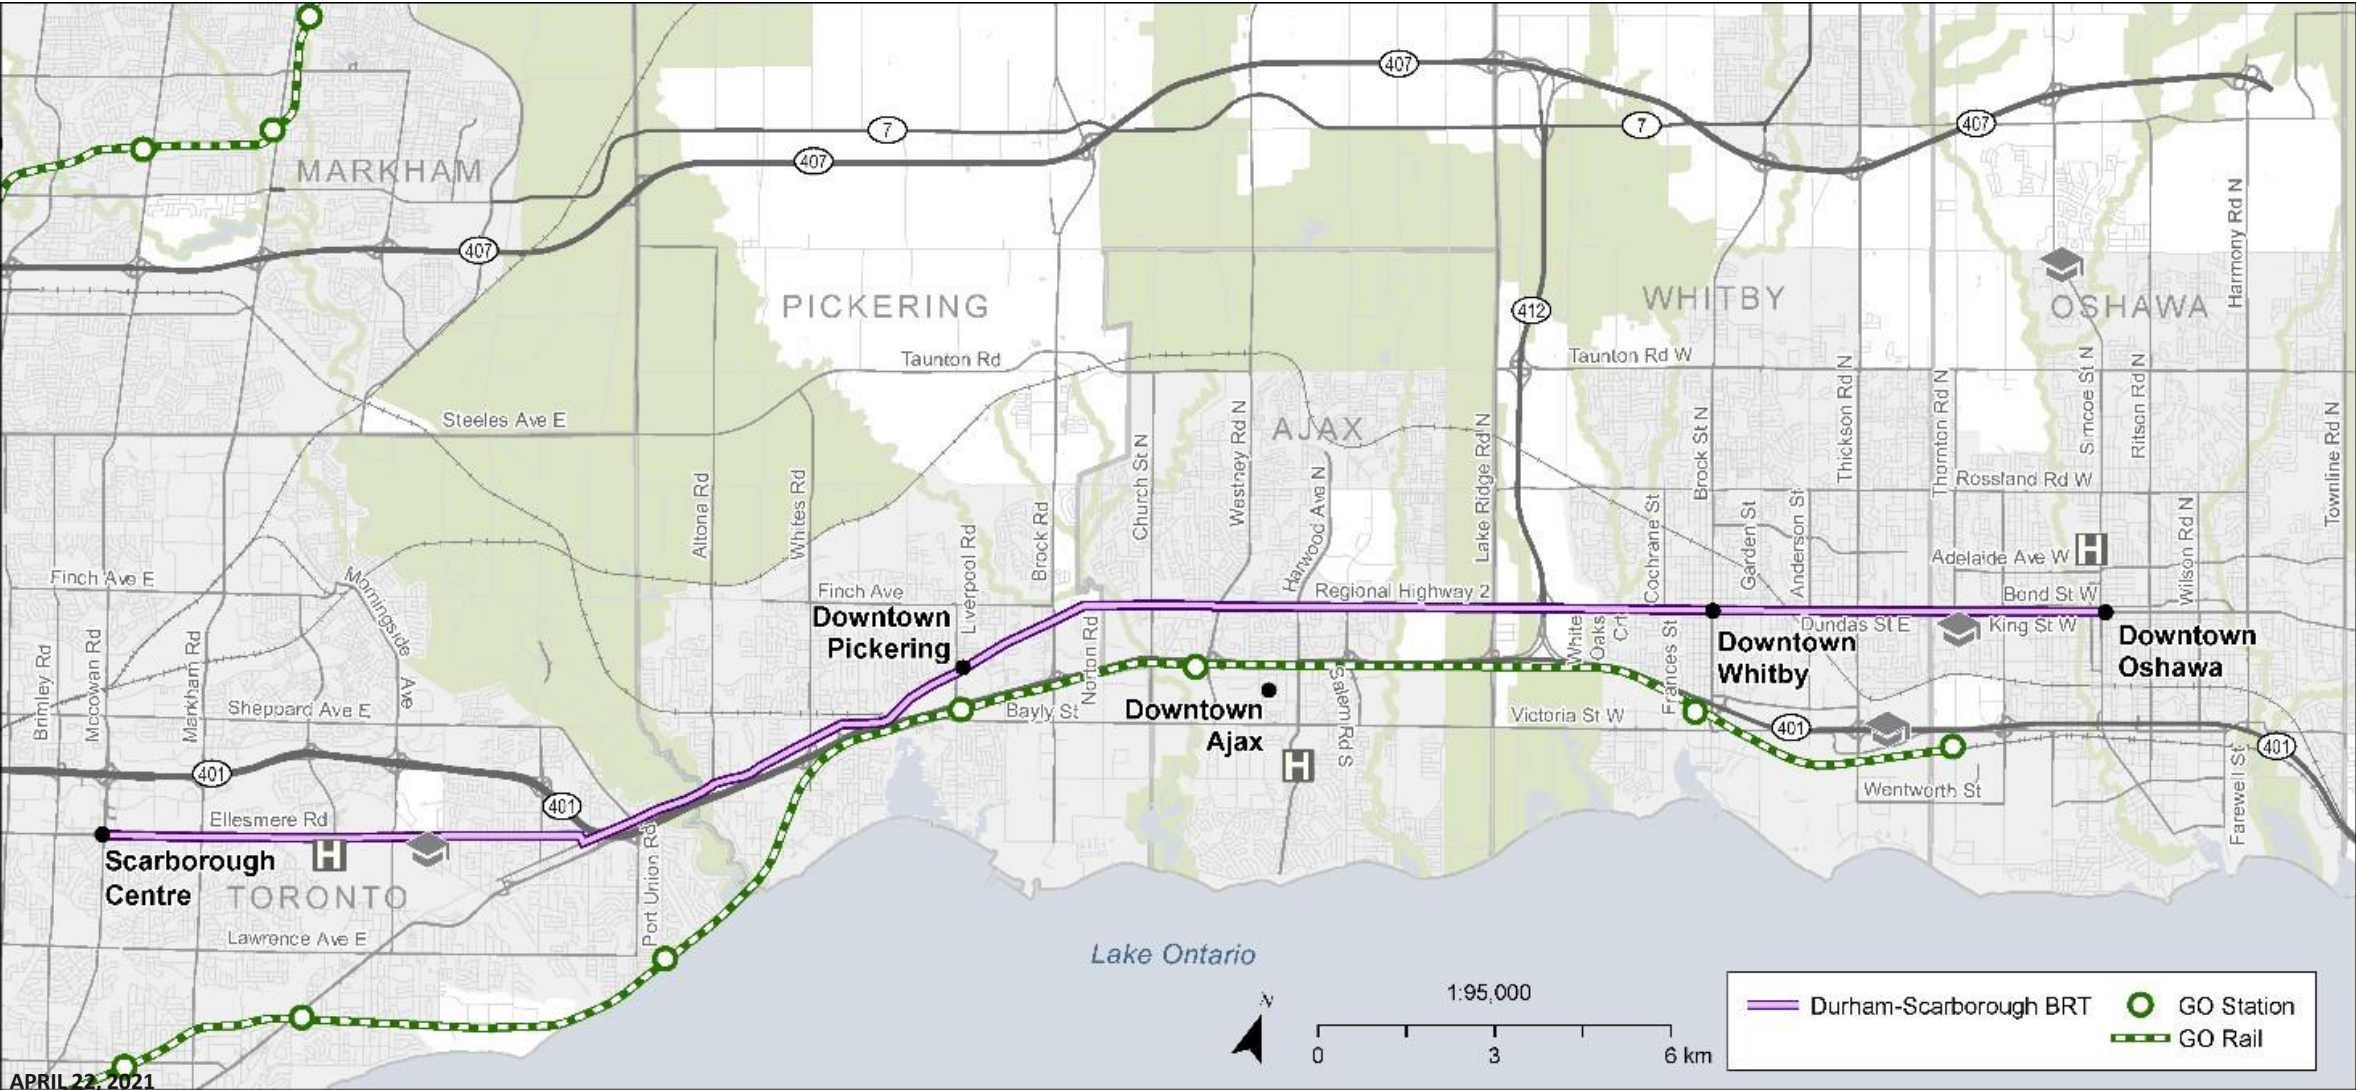 407
407
7
407
7
407
MARKHAM
407
Harmony Rd N
PICKERING
412
WHITBY
OSHAWA
Taunton Rd
Taunton Rd W
Steeles Ave E
AJAX
Altona Rd
Whites Rd
Liverpool Rd
Brock Rd
Church St N
Westney Rd N
Harwood Ave N
Lake Ridge Rd N
Cochrane St
Brock St N
Garden St
Anderson St
Thickson Rd N
Thornton Rd N
Simcoe St N
Ritson Rd N
Wilson Rd N
Townline Rd N
Rossland Rd W
Adelaide Ave W
H
Finch Ave E
Morningside
Ave
Finch Ave
Regional Highway 2
Bond St W
Downtown
Pickering
Dundas St E
King St W
Downtown
Whitby
Downtown
Oshawa
Brimley Rd
Mccowan Rd
Markham Rd
Sheppard Ave E
Norton Rd
Bayly St
Downtown
Ajax
Salem Rd S
H
White
Oaks
Crt
Frances St
Victoria St W
401
401
Wentworth St
Farewell St
401
401
Ellesmere Rd
Scarborough
Centre
H
TORONTO
Port Union Rd
Lawrence Ave E
Lake Ontario
N
1:95,000
0
3
6 km
Durham-Scarborough BRT
GO Station
GO Rail
APRIL 22, 2021